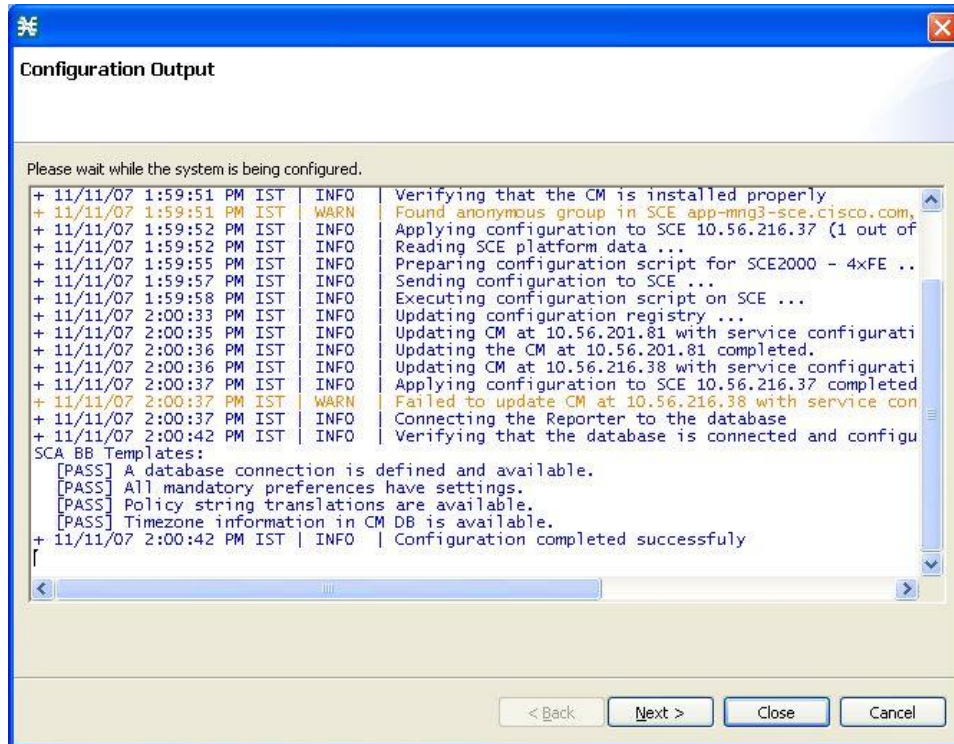 Configuration Output
Please wait while the system is being configured.
+ 11/11/07 1:59:51 PM IST | INFO | Verifying that the CM is installed properly
+ 11/11/07 1:59:51 PM IST | WARN | Found anonymous group in SCE app-mng3-sce.cisco.com,
+ 11/11/07 1:59:52 PM IST | INFO | Applying configuration to SCE 10.56.216.37 (1 out of
+ 11/11/07 1:59:52 PM IST | INFO | Reading SCE platform data ...
+ 11/11/07 1:59:55 PM IST | INFO | Preparing configuration script for SCE2000 - 4xFE ..
+ 11/11/07 1:59:57 PM IST | INFO | Sending configuration to SCE ...
+ 11/11/07 1:59:58 PM IST | INFO | Executing configuration script on SCE ...
+ 11/11/07 2:00:33 PM IST | INFO | Updating configuration registry ...
+ 11/11/07 2:00:35 PM IST | INFO | Updating CM at 10.56.201.81 with service configurati
+ 11/11/07 2:00:36 PM IST | INFO | Updating the CM at 10.56.201.81 completed.
+ 11/11/07 2:00:36 PM IST | INFO | Updating CM at 10.56.216.38 with service configurati
+ 11/11/07 2:00:37 PM IST | INFO | Applying configuration to SCE 10.56.216.37 completed
+ 11/11/07 2:00:37 PM IST | WARN | Failed to update CM at 10.56.216.38 with service con
+ 11/11/07 2:00:37 PM IST | INFO | Connecting the Reporter to the database
+ 11/11/07 2:00:42 PM IST | INFO | Verifying that the database is connected and configu
SCA BB Templates:
[PASS] A database connection is defined and available.
[PASS] All mandatory preferences have settings.
[PASS] Policy string translations are available.
[PASS] Timezone information in CM DB is available.
+ 11/11/07 2:00:42 PM IST | INFO | Configuration completed successfuly
< Back Next > Close Cancel